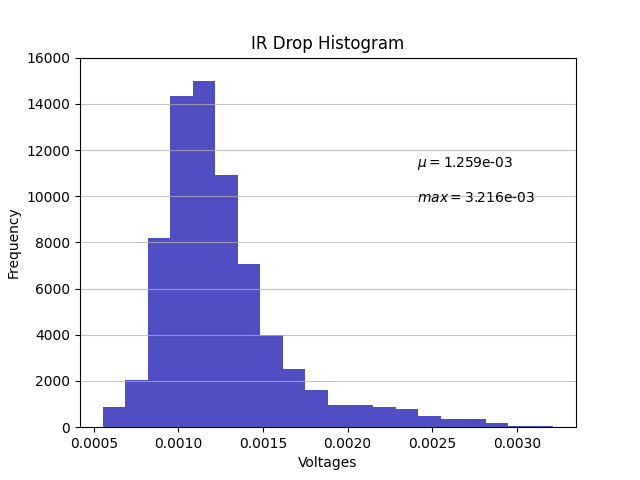 IR Drop Histogram
16000
14000
12000
10000
8000
6000
4000
2000
0
Frequency
μ = 1.259e-03
max = 3.216e-03
0.0005 0.0010 0.0015 0.0020 0.0025 0.0030
Voltages